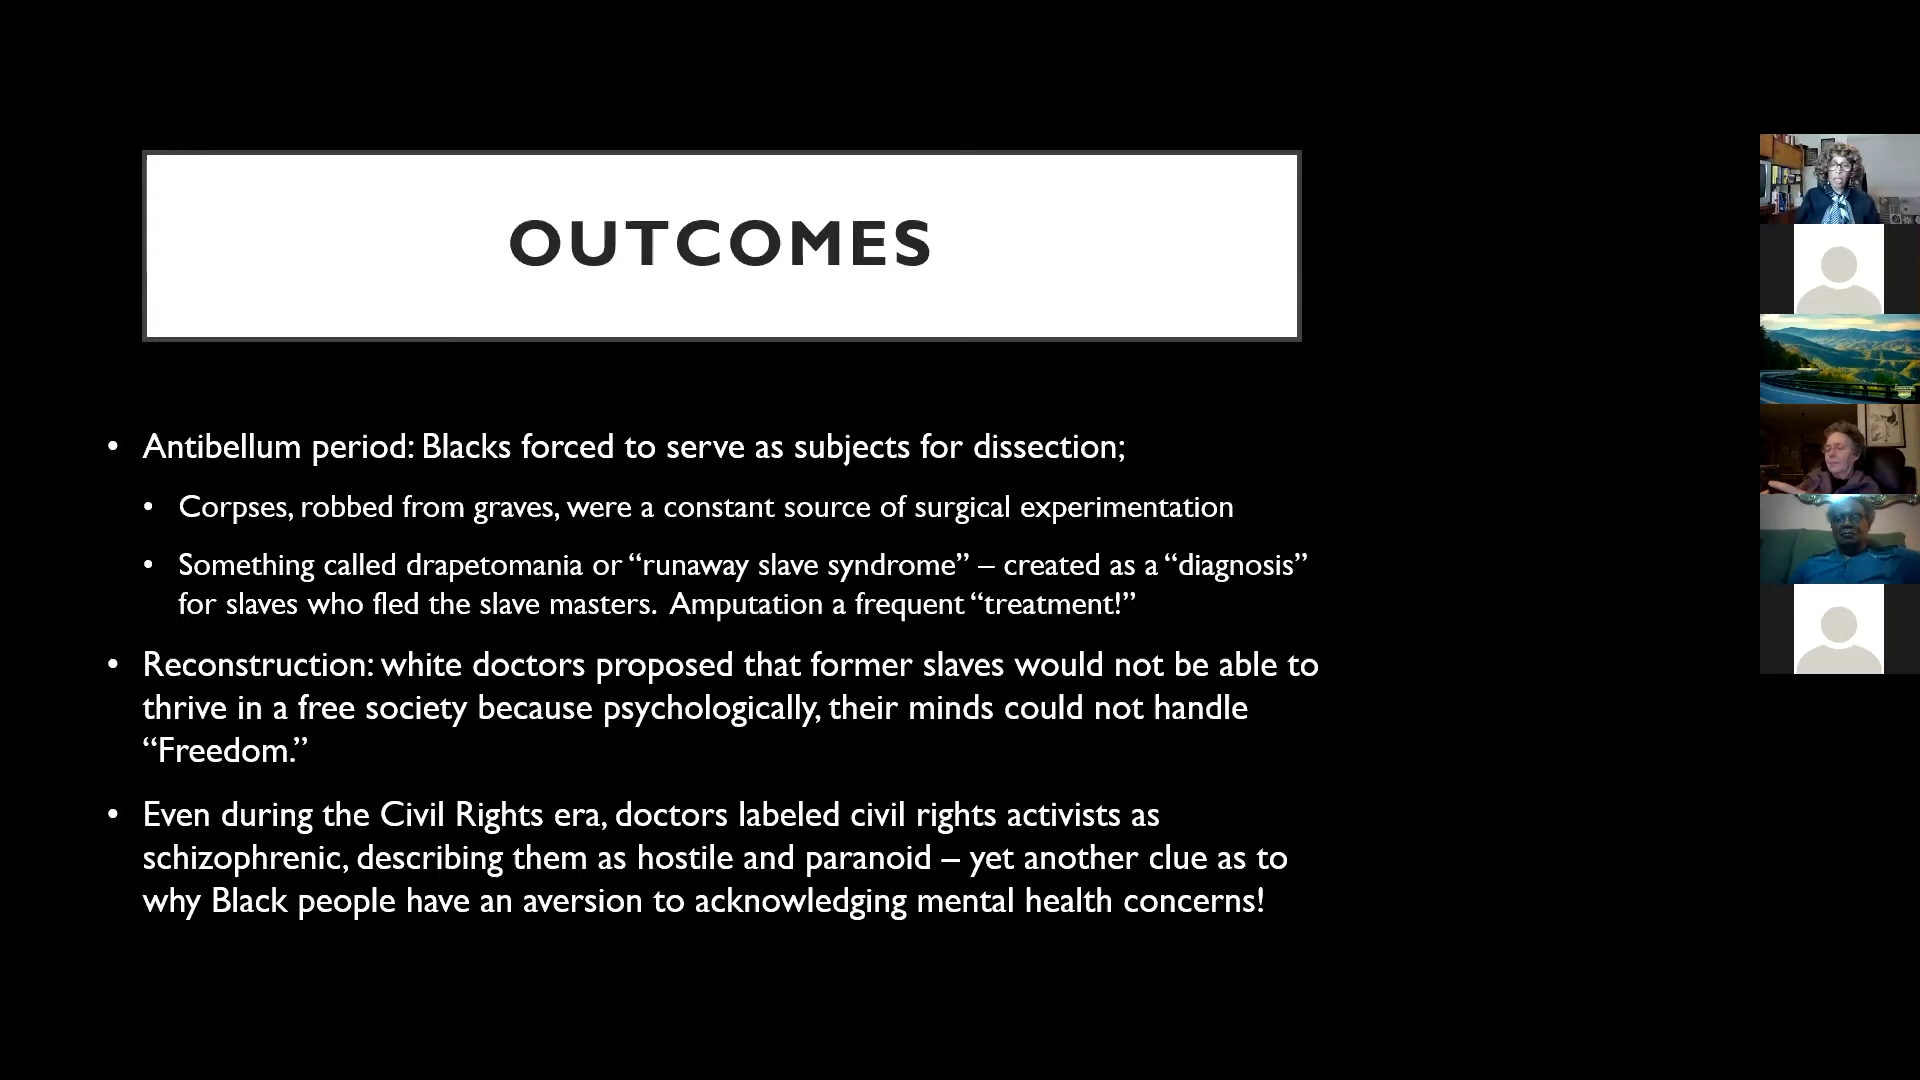 OUTCOMES
• Antibellum period: Blacks forced to serve as subjects for dissection;
• Corpses, robbed from graves, were a constant source of surgical experimentation
• Something called drapetomania or “runaway slave syndrome” – created as a “diagnosis”
for slaves who fled the slave masters.  Amputation a frequent “treatment!”
• Reconstruction: white doctors proposed that former slaves would not be able to
thrive in a free society because psychologically, their minds could not handle
“Freedom.”
• Even during the Civil Rights era, doctors labeled civil rights activists as
schizophrenic, describing them as hostile and paranoid – yet another clue as to
why Black people have an aversion to acknowledging mental health concerns!